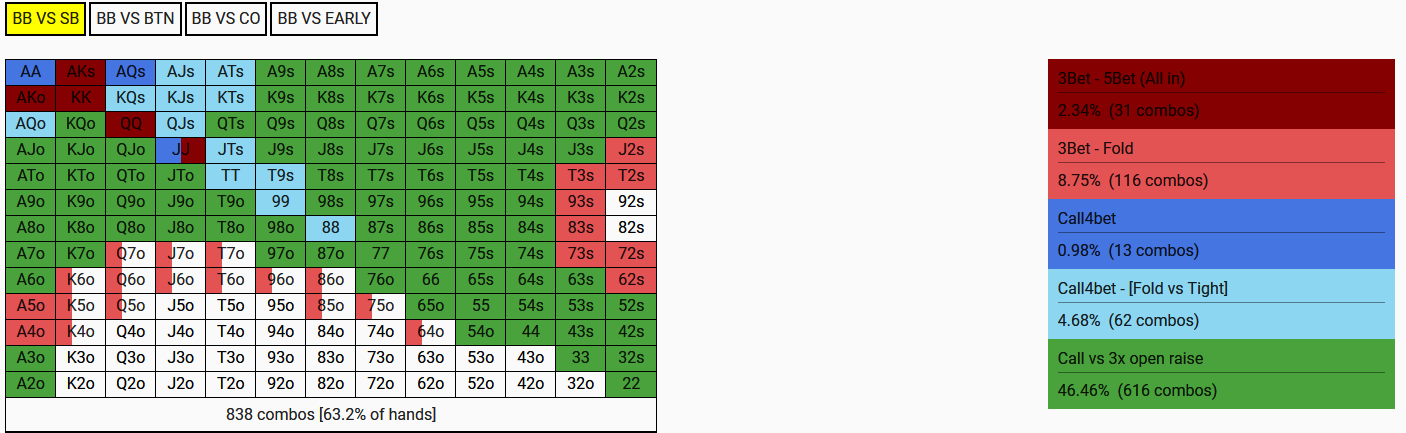 BB VS SB BB VS BTN BB VS CO BB VS EARLY
AA AKs AQs AJs ATs A9s A8s A7s A6s A5s A4s A3s A2s
AKo KK KQs KJs KTs K9s K8s K7s K6s K5s K4s K3s K2s
AQo KQo QQ QJs QTs Q9s Q8s Q7s Q6s Q5s Q4s Q3s Q2s
AJo KJo QJo JJ JTs J9s J8s J7s J6s J5s J4s J3s J2s
ATo KTo QTo JTo TT T9s T8s T7s T6s T5s T4s T3s T2s
A9o K9o Q9o J9o T9o 99 98s 97s 96s 95s 94s 93s 92s
A8o K8o Q8o J8o T8o 98o 88 87s 86s 85s 84s 83s 82s
A7o K7o Q7o J7o T7o 97o 87o 77 76s 75s 74s 73s 72s
A6o K6o Q6o J6o T6o 96o 86o 76o 66 65s 64s 63s 62s
A5o K5o Q5o J5o T5o 95o 85o 75o 65o 55 54s 53s 52s
A4o K4o Q4o J4o T4o 94o 84o 74o 64o 54o 44 43s 42s
A3o K3o Q3o J3o T3o 93o 83o 73o 63o 53o 43o 33 32s
A2o K2o Q2o J2o T2o 92o 82o 72o 62o 52o 42o 32o 22
838 combos [63.2% of hands]
3Bet - 5Bet (All in)
2.34% (31 combos)
3Bet - Fold
8.75% (116 combos)
Call4bet
0.98% (13 combos)
Call4bet - [Fold vs Tight]
4.68% (62 combos)
Call vs 3x open raise
46.46% (616 combos)